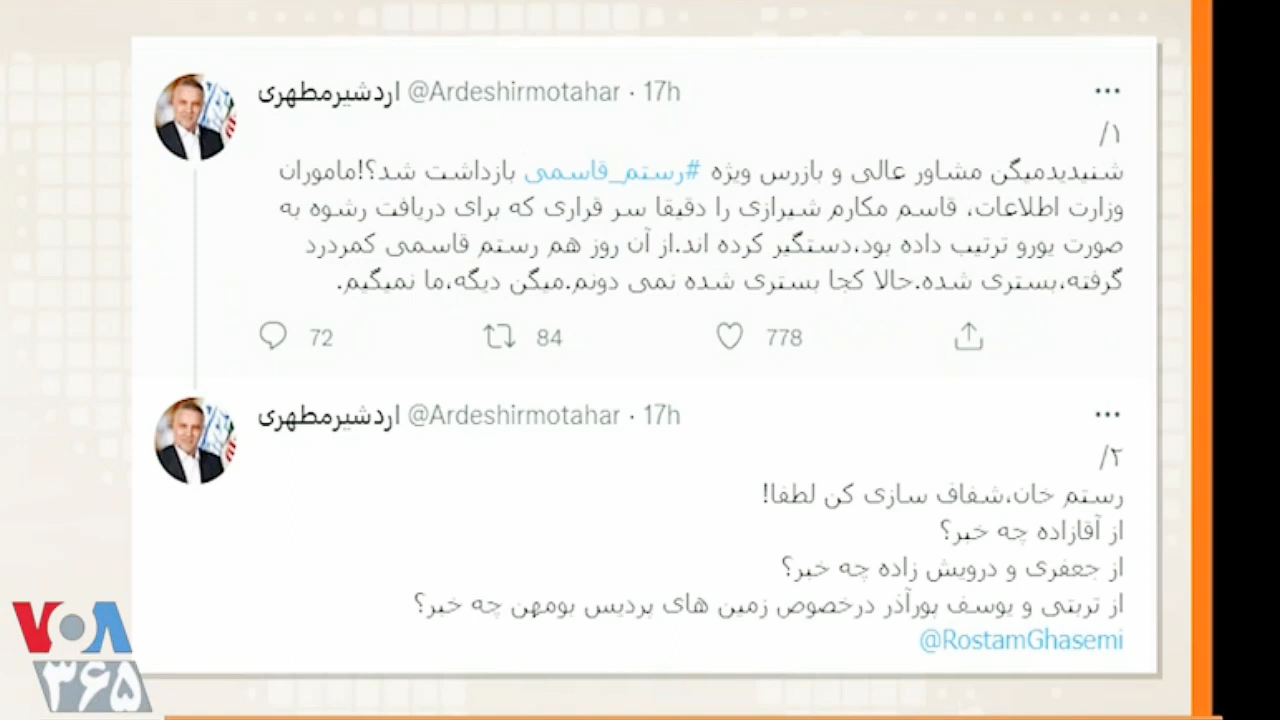 اردشیرمطهری @Ardeshirmotahar · 17h
/۱
شنیدیدمیگن مشاور عالی و بازرس ویژه #رستم_قاسمی بازداشت شد؟!ماموران
وزارت اطلاعات، قاسم مکارم شیرازی را دقیقا سر قراری که برای دریافت رشوه به
صورت یورو ترتیب داده بود،دستگیر کرده اند.از آن روز هم رستم قاسمی کمردرد
گرفته،بستری شده.حالا کجا بستری شده نمی دونم.میگن دیگه،ما نمیگیم.
72 84 778
اردشیرمطهری @Ardeshirmotahar · 17h
/۲
رستم خان،شفاف سازی کن لطفا!
از آقازاده چه خبر؟
از جعفری و درویش زاده چه خبر؟
از تربتی و یوسف پورآذر درخصوص زمین های پردیس بومهن چه خبر؟
@RostamGhasemi
VOA
۳۶۵